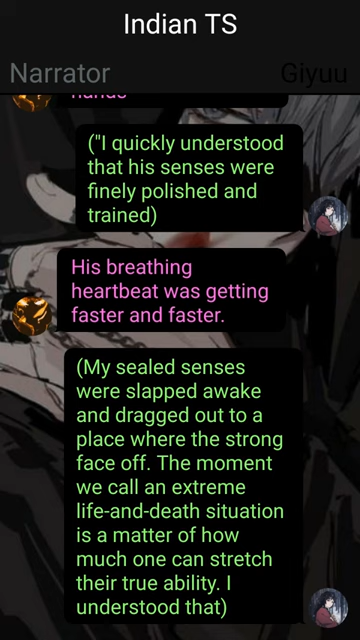 Indian TS
Narrator
Giyuu
hands
("I quickly understood
that his senses were
finely polished and
trained)
His breathing
heartbeat was getting
faster and faster.
(My sealed senses
were slapped awake
and dragged out to a
place where the strong
face off. The moment
we call an extreme
life-and-death situation
is a matter of how
much one can stretch
their true ability. I
understood that)